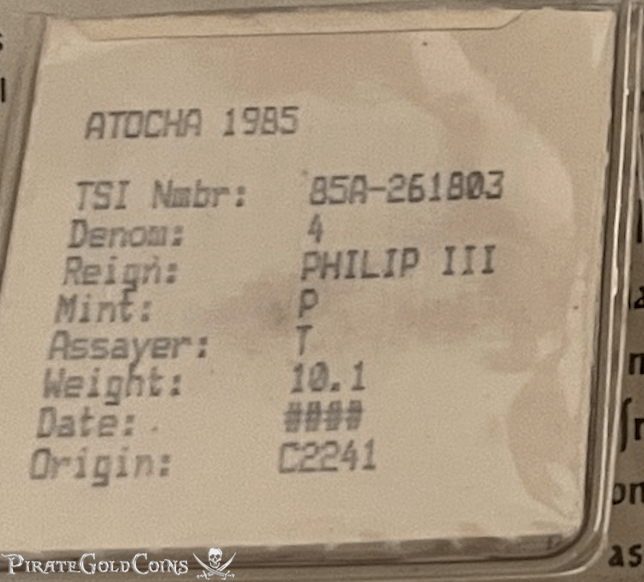 ATOCHA 1985
TSI Nmbr: 85A-261803
Denom: 4
Reign: PHILIP III
Mint: P
Assayer: T
Weight: 10.1
Date: ####
Origin: C2241
PIRATEGOLDCOINS